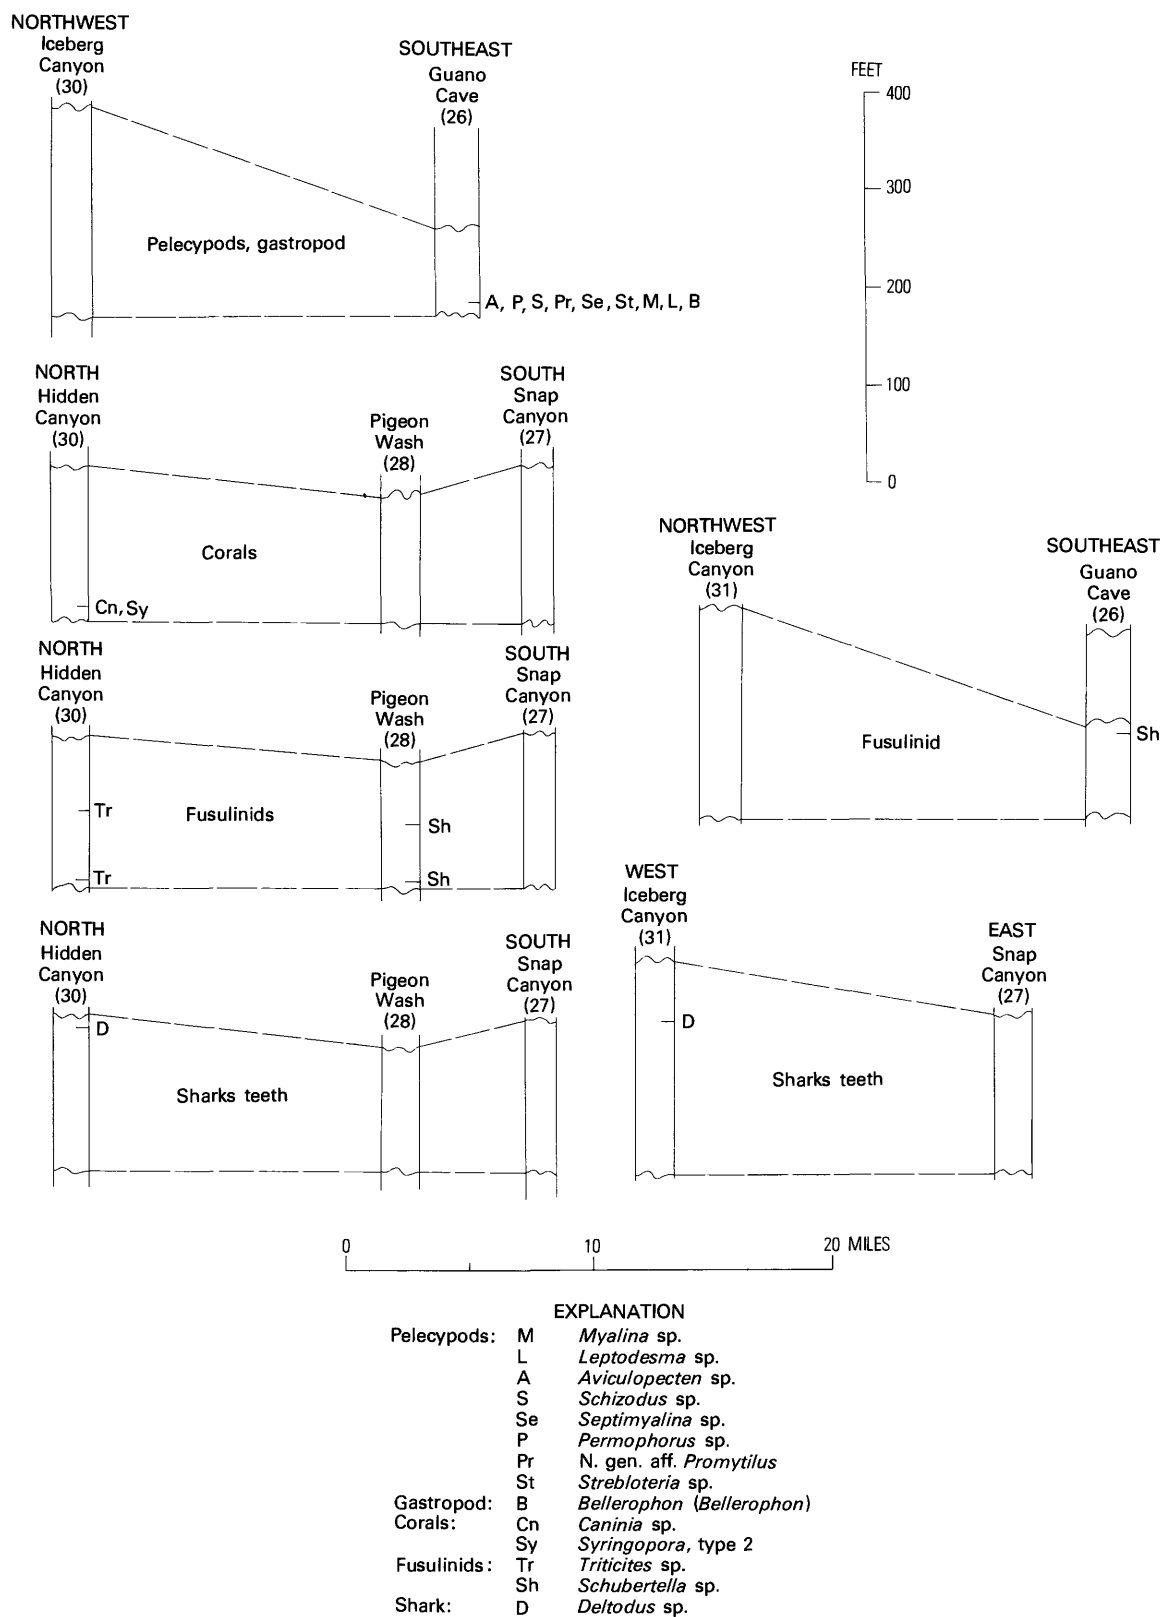 NORTHWEST
Iceberg
Canyon
(30)
SOUTHEAST
Guano
Cave
(26)
Pelecypods, gastropod
A, P, S, Pr, Se, St, M, L, B
FEET
400
300
200
100
0
NORTH
Hidden
Canyon
(30)
Pigeon
Wash
(28)
SOUTH
Snap
Canyon
(27)
Corals
Cn, Sy
NORTHWEST
Iceberg
Canyon
(31)
SOUTHEAST
Guano
Cave
(26)
Fusulinid
Sh
NORTH
Hidden
Canyon
(30)
Pigeon
Wash
(28)
SOUTH
Snap
Canyon
(27)
Tr
Fusulinids
Sh
Tr
Sh
WEST
Iceberg
Canyon
(31)
EAST
Snap
Canyon
(27)
D
Sharks teeth
NORTH
Hidden
Canyon
(30)
Pigeon
Wash
(28)
SOUTH
Snap
Canyon
(27)
D
Sharks teeth
0 10 20 MILES
EXPLANATION
Pelecypods: M Myalina sp.
L Leptodesma sp.
A Aviculopecten sp.
S Schizodus sp.
Se Septimyalina sp.
P Permophorus sp.
Pr N. gen. aff. Promytilus
St Strebloteria sp.
Gastropod: B Bellerophon (Bellerophon)
Corals: Cn Caninia sp.
Sy Syringopora, type 2
Fusulinids: Tr Triticites sp.
Sh Schubertella sp.
Shark: D Deltodus sp.